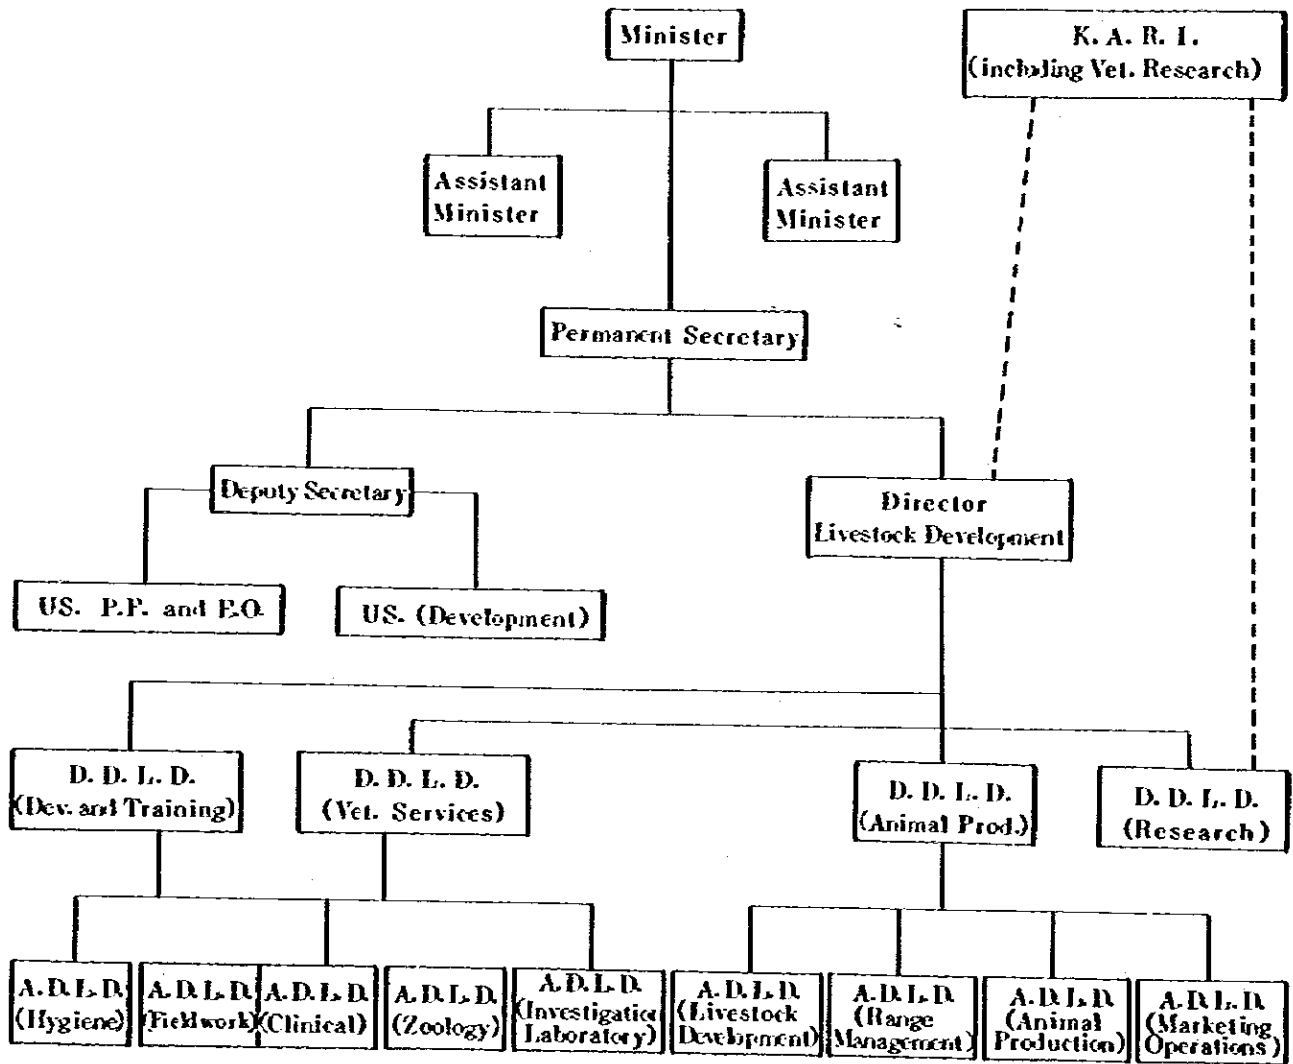 Minister
K. A. R. I.
(including Vet. Research)
Assistant
Minister
Assistant
Minister
Permanent Secretary
Deputy Secretary
Director
Livestock Development
US. P.F. and E.O.
US. (Development)
D. D. L. D.
(Dev. and Training)
D. D. L. D.
(Vet. Services)
D. D. L. D.
(Animal Prod.)
D. D. L. D.
(Research)
A. D. L. D.
(Hygiene)
A. D. L. D.
(Fieldwork)
A. D. L. D.
(Clinical)
A. D. L. D.
(Zoology)
A. D. L. D.
(Investigation
Laboratory)
A. D. L. D.
(Livestock
Development)
A. D. L. D.
(Range
Management)
A. D. L. D.
(Animal
Production)
A. D. L. D.
(Marketing
Operations)